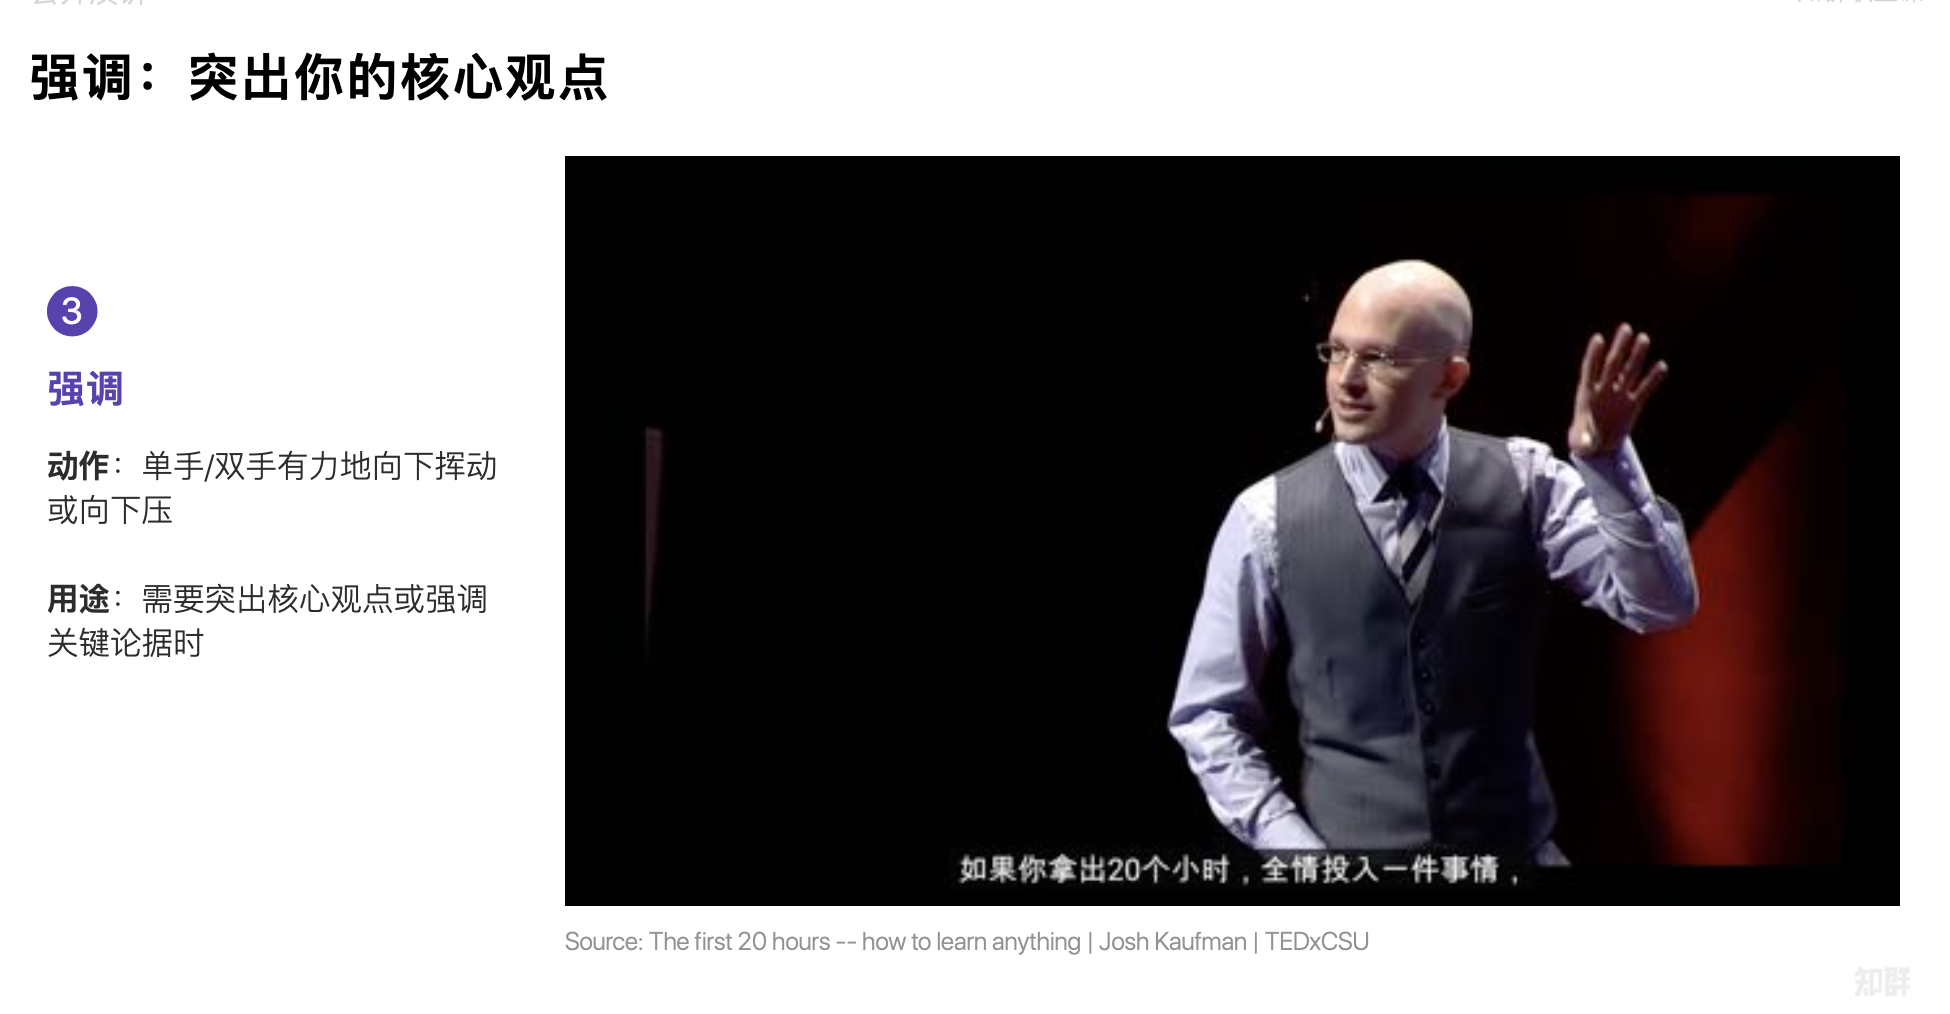 强调：突出你的核心观点
3
强调
动作：单手/双手有力地向下挥动
或向下压
用途：需要突出核心观点或强调
关键论据时
如果你拿出20个小时，全情投入一件事情，
Source: The first 20 hours -- how to learn anything | Josh Kaufman | TEDxCSU
知群